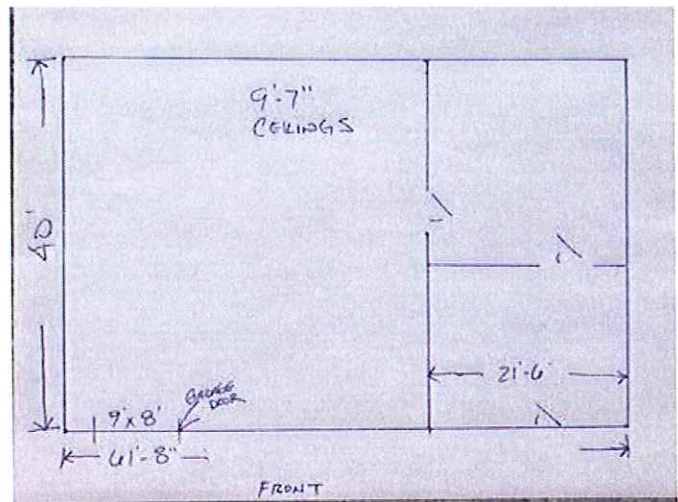 9'-7"
CEILINGS
40'
21'-6"
GARAGE
DOOR
9'x8'
61'-8"
FRONT